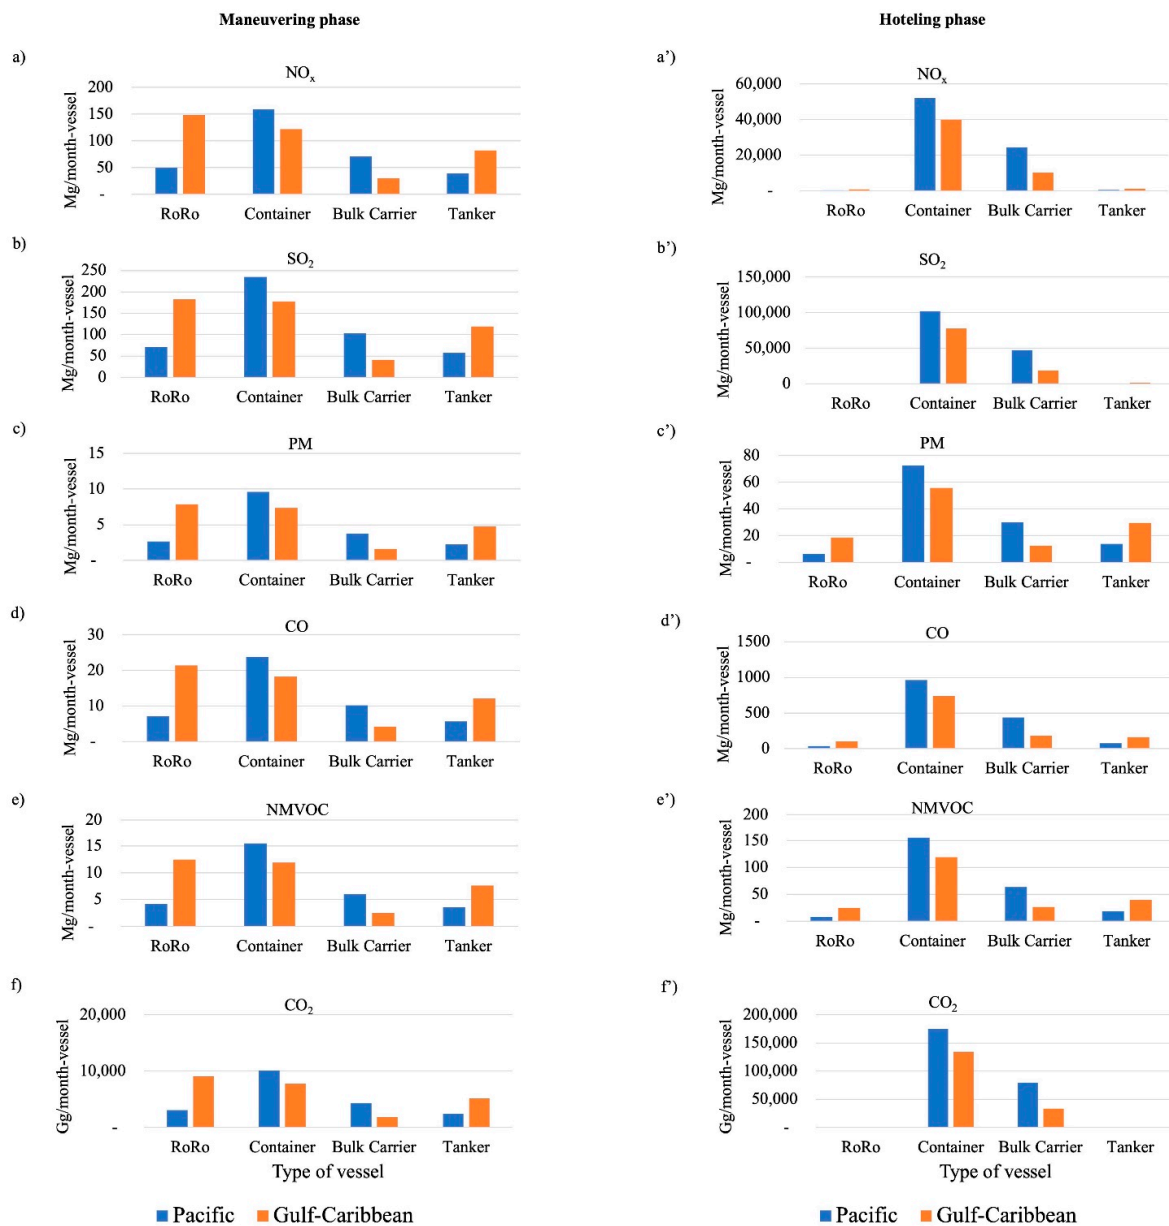 Maneuvering phase
a)
NOx
Mg/month-vessel
200
150
100
50
-
RoRo Container Bulk Carrier Tanker
b)
SO2
Mg/month-vessel
250
200
150
100
50
0
RoRo Container Bulk Carrier Tanker
c)
PM
Mg/month-vessel
15
10
5
-
RoRo Container Bulk Carrier Tanker
d)
CO
Mg/month-vessel
30
20
10
-
RoRo Container Bulk Carrier Tanker
e)
NMVOC
Mg/month-vessel
20
15
10
5
-
RoRo Container Bulk Carrier Tanker
f)
CO2
Gg/month-vessel
20,000
10,000
-
RoRo Container Bulk Carrier Tanker
Type of vessel
Pacific Gulf-Caribbean
Hoteling phase
a’)
NOx
Mg/month-vessel
60,000
40,000
20,000
-
RoRo Container Bulk Carrier Tanker
b’)
SO2
Mg/month-vessel
150,000
100,000
50,000
0
RoRo Container Bulk Carrier Tanker
c’)
PM
Mg/month-vessel
80
60
40
20
-
RoRo Container Bulk Carrier Tanker
d’)
CO
Mg/month-vessel
1500
1000
500
0
RoRo Container Bulk Carrier Tanker
e’)
NMVOC
Mg/month-vessel
200
150
100
50
-
RoRo Container Bulk Carrier Tanker
f’)
CO2
Gg/month-vessel
200,000
150,000
100,000
50,000
-
RoRo Container Bulk Carrier Tanker
Type of vessel
Pacific Gulf-Caribbean